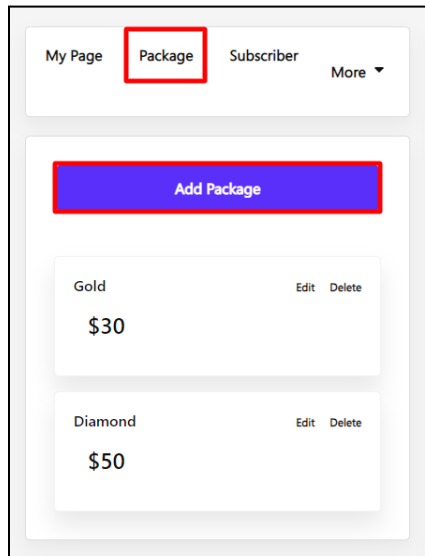 My Page Package Subscriber More
Add Package
Gold Edit Delete
$30
Diamond Edit Delete
$50